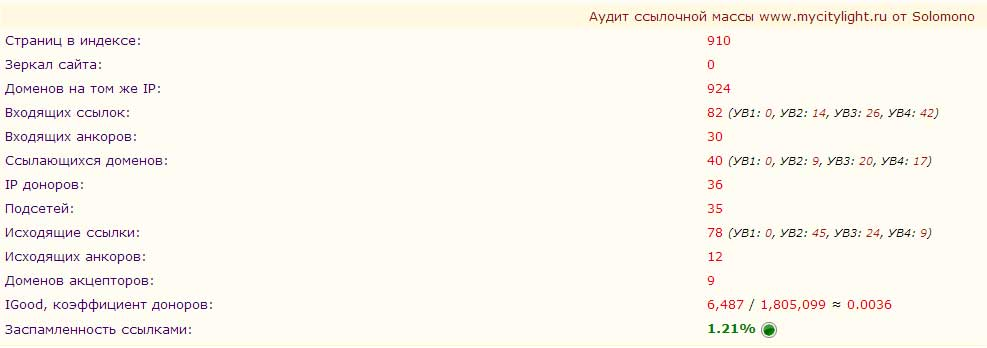 Аудит ссылочной массы www.mycitylight.ru от Solomono
Страниц в индексе: 910
Зеркал сайта: 0
Доменов на том же IP: 924
Входящих ссылок: 82 (УВ1: 0, УВ2: 14, УВ3: 26, УВ4: 42)
Входящих анкоров: 30
Ссылающихся доменов: 40 (УВ1: 0, УВ2: 9, УВ3: 20, УВ4: 17)
IP доноров: 36
Подсетей: 35
Исходящие ссылки: 78 (УВ1: 0, УВ2: 45, УВ3: 24, УВ4: 9)
Исходящих анкоров: 12
Доменов акцепторов: 9
IGood, коэффициент доноров: 6,487 / 1,805,099 ≈ 0.0036
Заспамленность ссылками: 1.21%